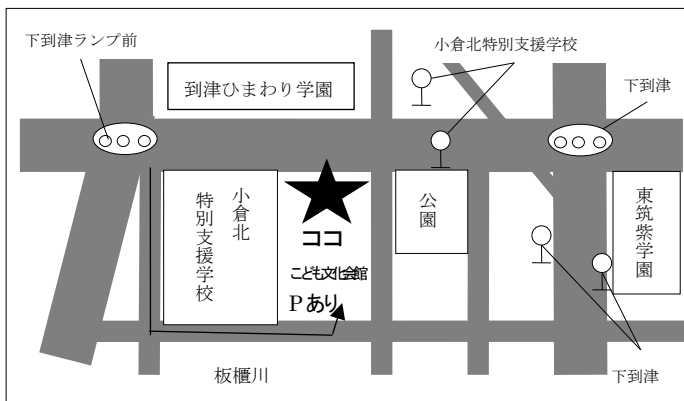 下到津ランプ前
小倉北特別支援学校
到津ひまわり学園
下到津
小倉北
特別支援学校
ココ
こども文化会館
Pあり
公園
東筑紫学園
板櫃川
下到津